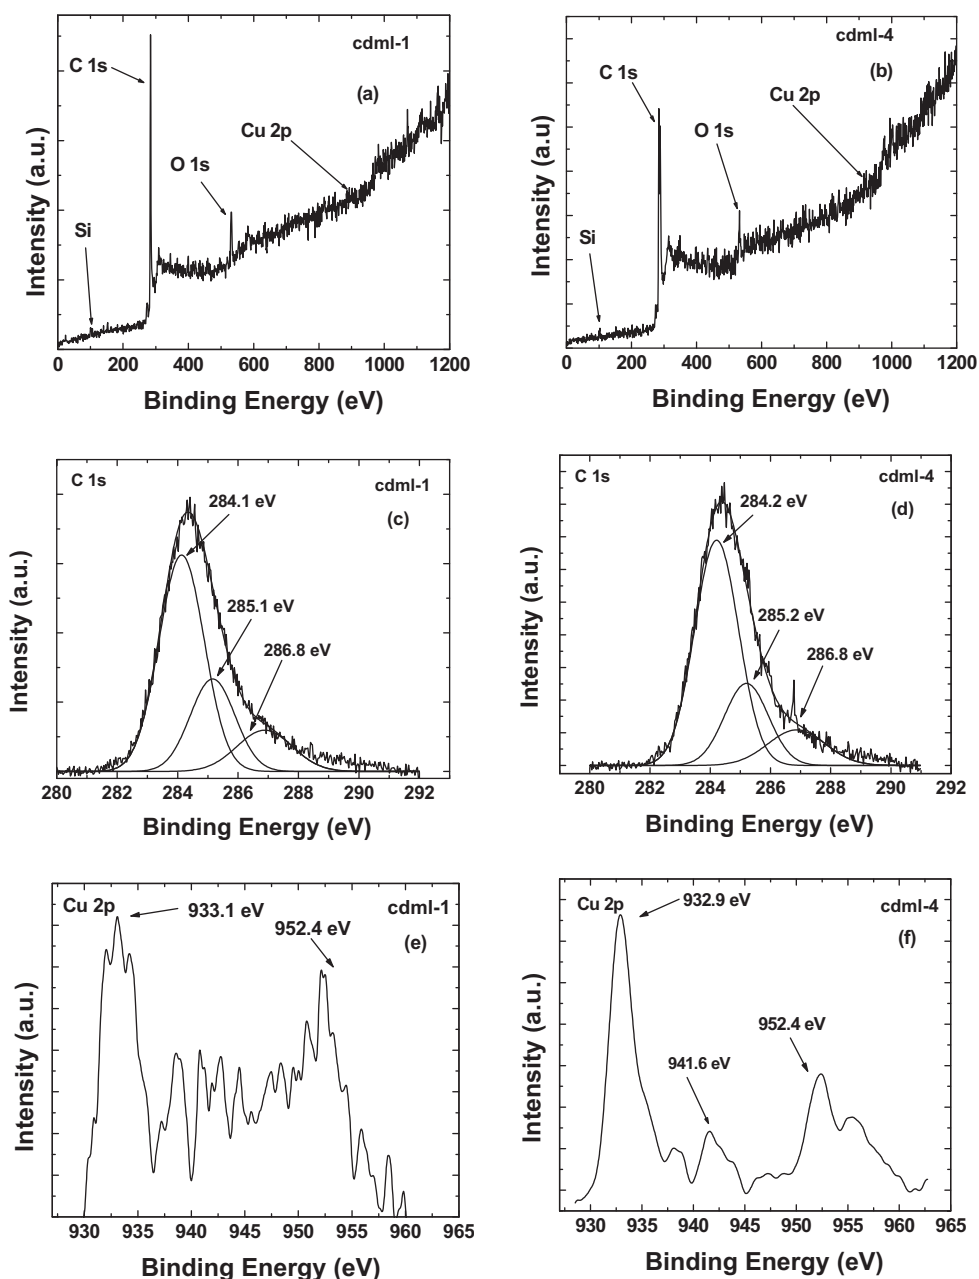 cdml-1
C 1s
(a)
Cu 2p
O 1s
Si
Intensity (a.u.)
0 200 400 600 800 1000 1200
Binding Energy (eV)
cdml-4
C 1s
(b)
Cu 2p
O 1s
Si
Intensity (a.u.)
0 200 400 600 800 1000 1200
Binding Energy (eV)
C 1s
cdml-1
284.1 eV
(c)
285.1 eV
286.8 eV
Intensity (a.u.)
280 282 284 286 288 290 292
Binding Energy (eV)
C 1s
cdml-4
284.2 eV
(d)
285.2 eV
286.8 eV
Intensity (a.u.)
280 282 284 286 288 290 292
Binding Energy (eV)
Cu 2p
933.1 eV
cdml-1
952.4 eV
(e)
Intensity (a.u.)
930 935 940 945 950 955 960 965
Binding Energy (eV)
Cu 2p
932.9 eV
cdml-4
(f)
952.4 eV
941.6 eV
Intensity (a.u.)
930 935 940 945 950 955 960 965
Binding Energy (eV)